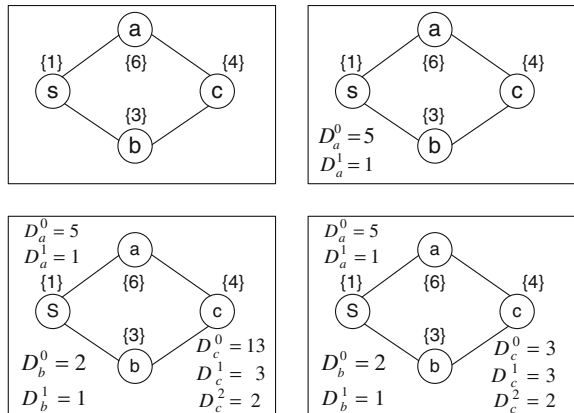 a
{1} {6} {4}
s c
{3}
b
a
{1} {6} {4}
s c
{3}
b
D_a^0 = 5
D_a^1 = 1
D_a^0 = 5
D_a^1 = 1
a
{1} {6} {4}
S c
{3}
b
D_b^0 = 2
D_b^1 = 1
D_c^0 = 13
D_c^1 = 3
D_c^2 = 2
D_a^0 = 5
D_a^1 = 1
a
{1} {6} {4}
S c
{3}
b
D_b^0 = 2
D_b^1 = 1
D_c^0 = 3
D_c^1 = 3
D_c^2 = 2